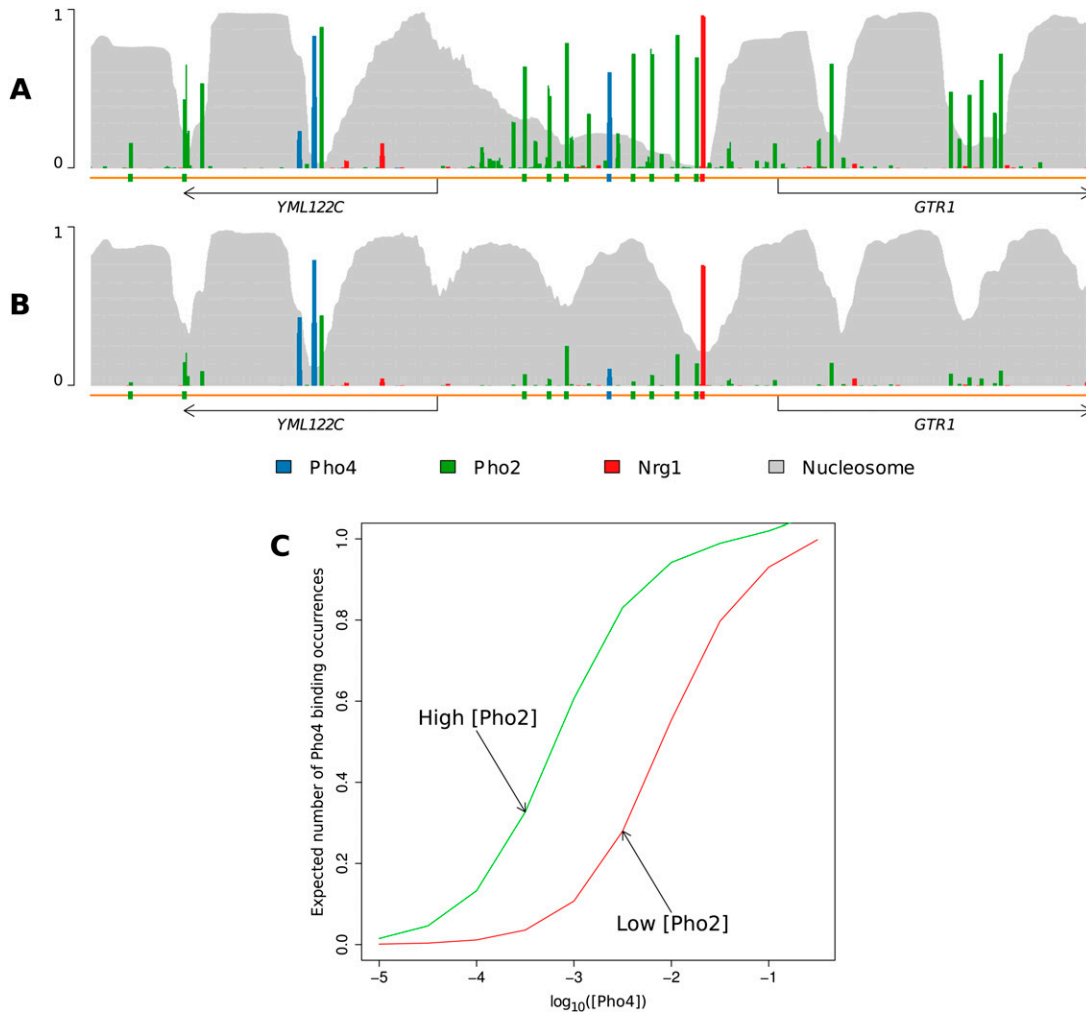 A
1
0
YML122C
GTR1
B
1
0
YML122C
GTR1
Pho4
Pho2
Nrg1
Nucleosome
C
Expected number of Pho4 binding occurrences
1.0
0.8
0.6
0.4
0.2
0.0
High [Pho2]
Low [Pho2]
−5
−4
−3
−2
−1
log₁₀([Pho4])